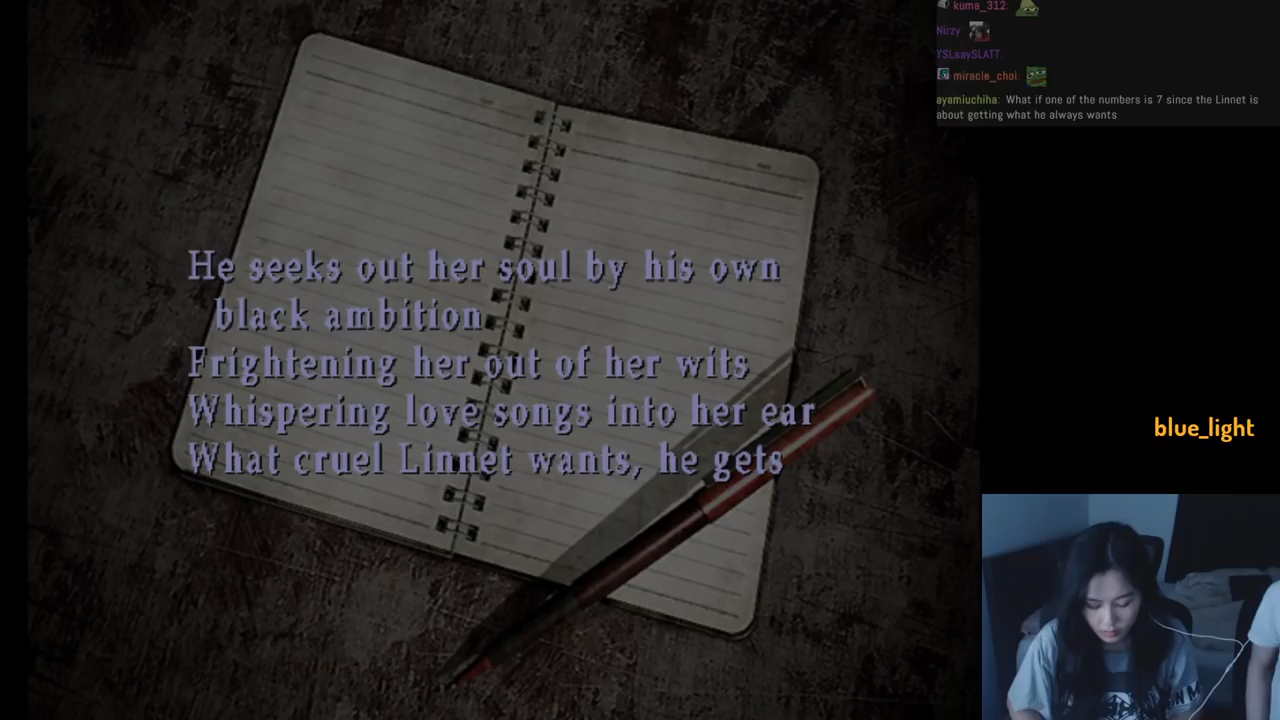 kuma_312:
Nirzy
YSLsaySLATT
miracle_choi:
ayamiuchiha: What if one of the numbers is 7 since the Linnet is
about getting what he always wants
He seeks out her soul by his own
black ambition
Frightening her out of her wits
Whispering love songs into her ear
What cruel Linnet wants, he gets
blue_light